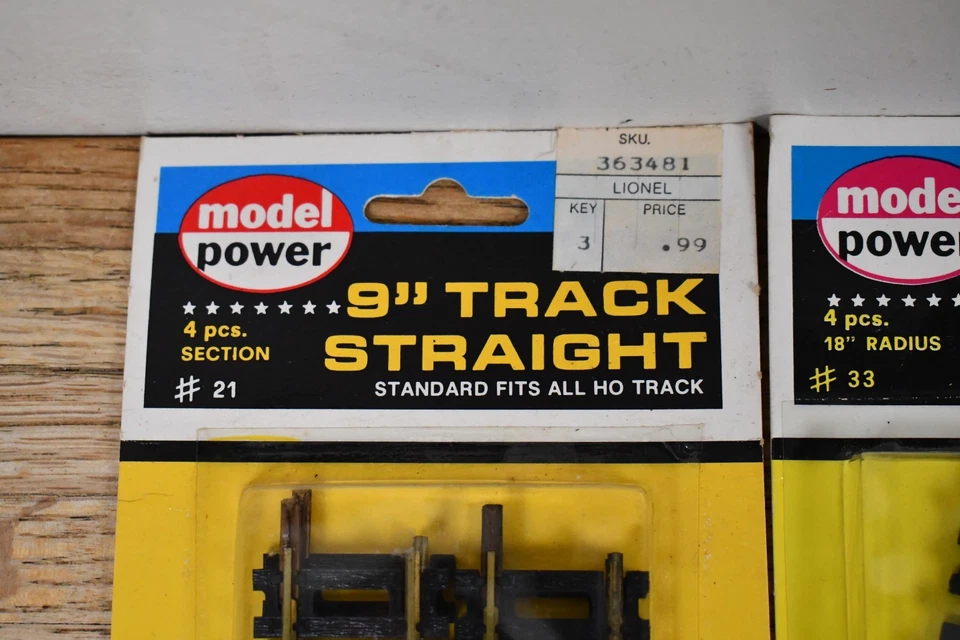 SKU.
363481
LIONEL
KEY PRICE
3 .99
model
power
9” TRACK
STRAIGHT
STANDARD FITS ALL HO TRACK
4 pcs.
SECTION
# 21
model
power
4 pcs.
18” RADIUS
# 33